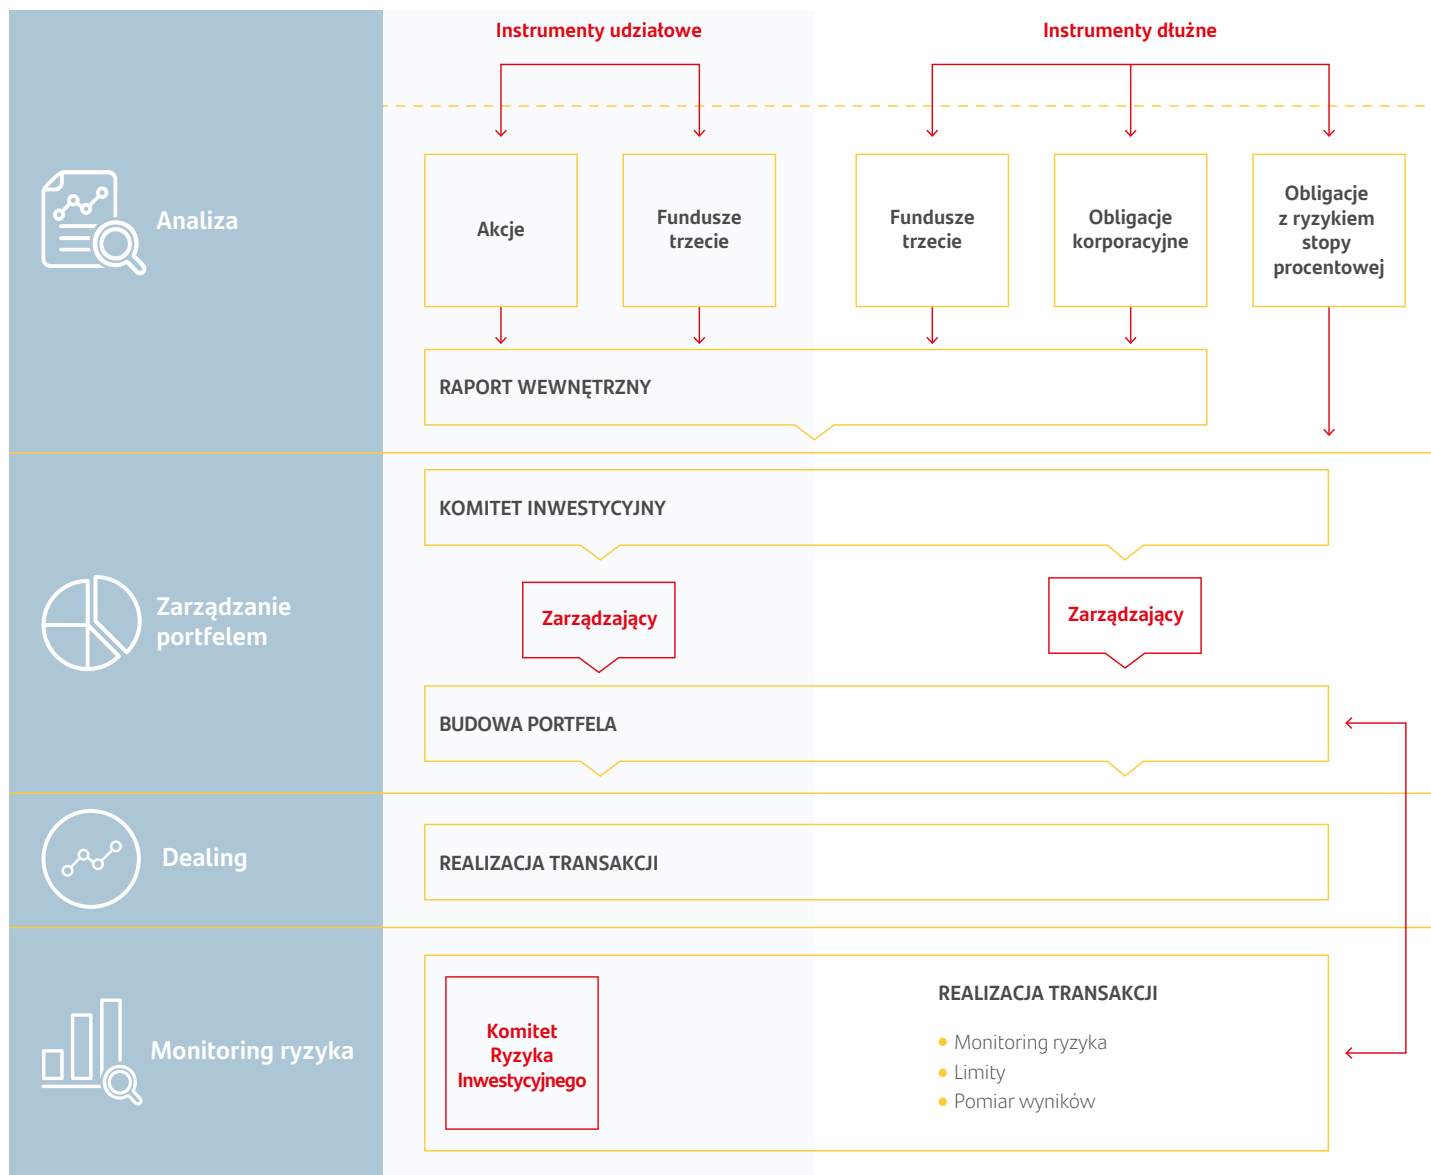 Instrumenty udziałowe
Instrumenty dłużne
Analiza
Akcje
Fundusze
trzecie
Fundusze
trzecie
Obligacje
korporacyjne
Obligacje
z ryzykiem
stopy
procentowej
RAPORT WEWNĘTRZNY
Zarządzanie
portfelem
KOMITET INWESTYCYJNY
Zarządzający
Zarządzający
BUDOWA PORTFELA
Dealing
REALIZACJA TRANSAKCJI
Monitoring ryzyka
Komitet
Ryzyka
Inwestycyjnego
REALIZACJA TRANSAKCJI
Monitoring ryzyka
Limity
Pomiar wyników